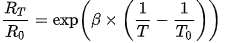 R_T / R_0 = exp(β × (1/T − 1/T_0))